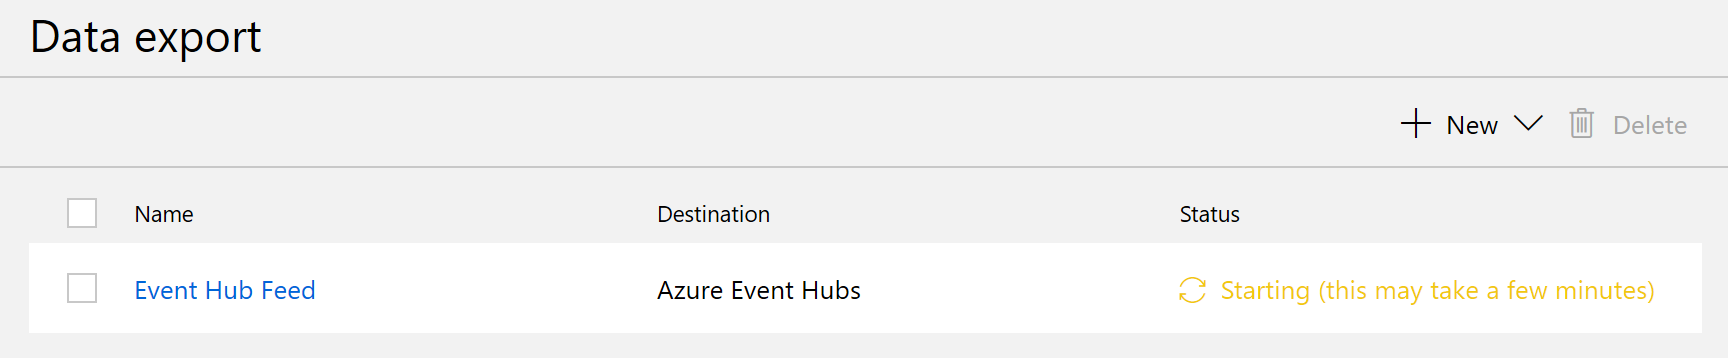 Data export
New Delete
Name Destination Status
Event Hub Feed Azure Event Hubs Starting (this may take a few minutes)